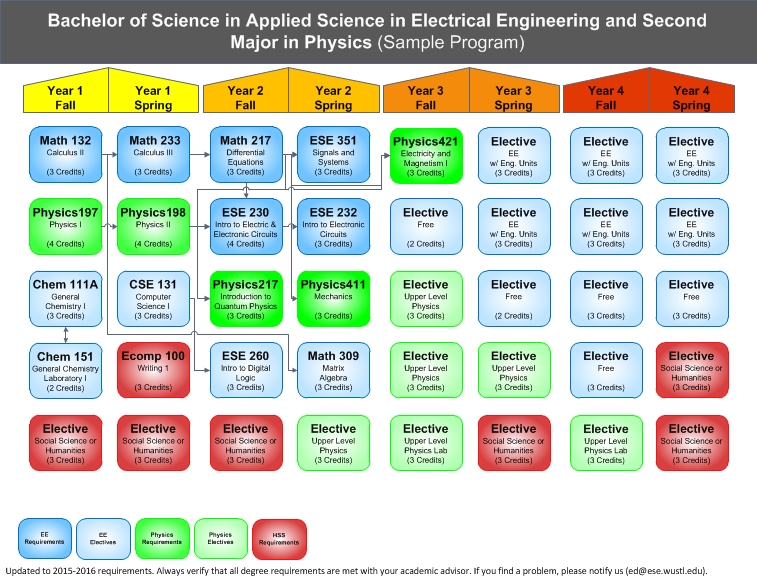 Bachelor of Science in Applied Science in Electrical Engineering and Second
Major in Physics (Sample Program)
Year 1
Fall
Year 1
Spring
Year 2
Fall
Year 2
Spring
Year 3
Fall
Year 3
Spring
Year 4
Fall
Year 4
Spring
Math 132
Calculus II
(3 Credits)
Math 233
Calculus III
(3 Credits)
Math 217
Differential
Equations
(3 Credits)
ESE 351
Signals and
Systems
(3 Credits)
Physics421
Electricity and
Magnetism I
(3 Credits)
Elective
EE
w/ Eng. Units
(3 Credits)
Elective
EE
w/ Eng. Units
(3 Credits)
Elective
EE
w/ Eng. Units
(3 Credits)
Physics197
Physics I
(4 Credits)
Physics198
Physics II
(4 Credits)
ESE 230
Intro to Electric &
Electronic Circuits
(4 Credits)
ESE 232
Intro to Electronic
Circuits
(3 Credits)
Elective
Free
(2 Credits)
Elective
EE
w/ Eng. Units
(3 Credits)
Elective
EE
w/ Eng. Units
(3 Credits)
Elective
EE
w/ Eng. Units
(3 Credits)
Chem 111A
General
Chemistry I
(3 Credits)
CSE 131
Computer
Science I
(3 Credits)
Physics217
Introduction to
Quantum Physics
(3 Credits)
Physics411
Mechanics
(3 Credits)
Elective
Upper Level
Physics
(3 Credits)
Elective
Free
(2 Credits)
Elective
Free
(3 Credits)
Elective
Free
(3 Credits)
Chem 151
General Chemistry
Laboratory I
(2 Credits)
Ecomp 100
Writing 1
(3 Credits)
ESE 260
Intro to Digital
Logic
(3 Credits)
Math 309
Matrix
Algebra
(3 Credits)
Elective
Upper Level
Physics
(3 Credits)
Elective
Upper Level
Physics
(3 Credits)
Elective
Free
(3 Credits)
Elective
Social Science or
Humanities
(3 Credits)
Elective
Social Science or
Humanities
(3 Credits)
Elective
Social Science or
Humanities
(3 Credits)
Elective
Social Science or
Humanities
(3 Credits)
Elective
Upper Level
Physics
(3 Credits)
Elective
Upper Level
Physics Lab
(3 Credits)
Elective
Social Science or
Humanities
(3 Credits)
Elective
Upper Level
Physics Lab
(3 Credits)
Elective
Social Science or
Humanities
(3 Credits)
EE
Requirements
EE
Electives
Physics
Requirements
Physics
Electives
HSS
Requirements
Updated to 2015-2016 requirements. Always verify that all degree requirements are met with your academic advisor. If you find a problem, please notify us (ed@ese.wustl.edu).